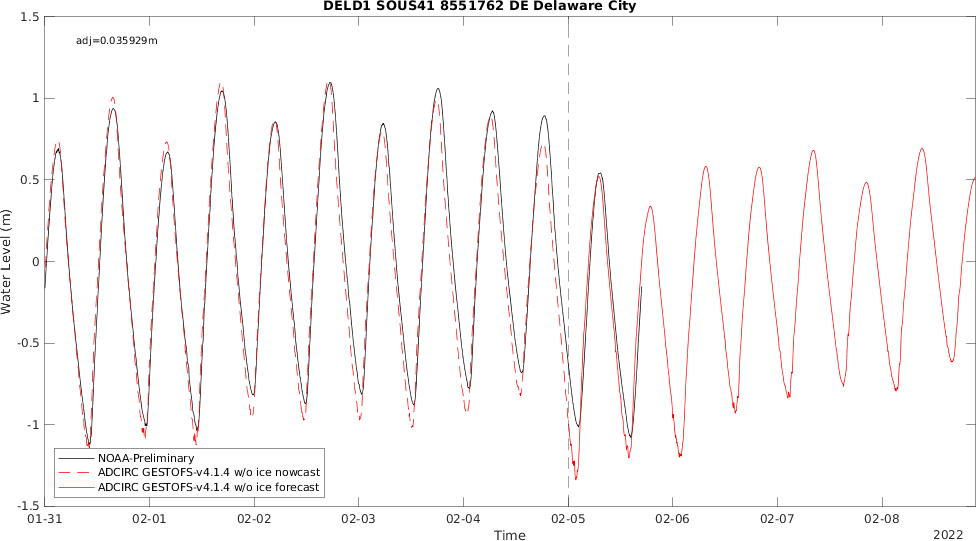 DELD1 SOUS41 8551762 DE Delaware City
adj=0.035929m
1.5
1
0.5
0
-0.5
-1
-1.5
Water Level (m)
NOAA-Preliminary
ADCIRC GESTOFS-v4.1.4 w/o ice nowcast
ADCIRC GESTOFS-v4.1.4 w/o ice forecast
01-31 02-01 02-02 02-03 02-04 02-05 02-06 02-07 02-08
Time
2022